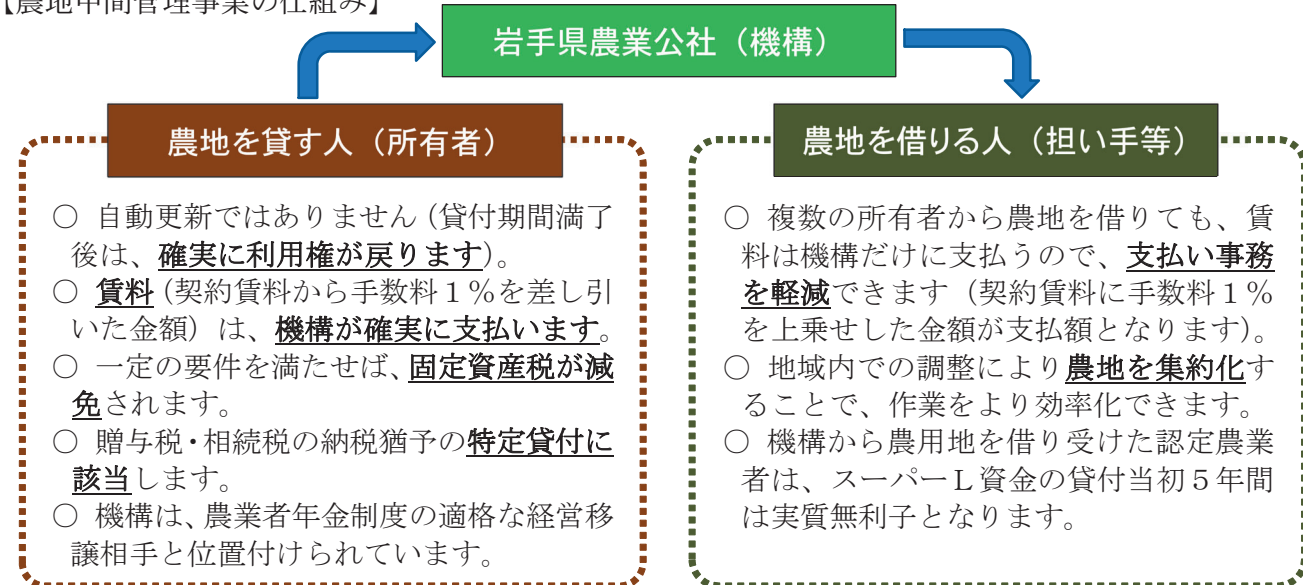 【農地中間管理事業の仕組み】
岩手県農業公社（機構）
農地を貸す人（所有者）
○ 自動更新ではありません（貸付期間満了
後は、確実に利用権が戻ります）。
○ 賃料（契約賃料から手数料１％を差し引
いた金額）は、機構が確実に支払います。
○ 一定の要件を満たせば、固定資産税が減
免されます。
○ 贈与税・相続税の納税猶予の特定貸付に
該当します。
○ 機構は、農業者年金制度の適格な経営移
譲相手と位置付けられています。
農地を借りる人（担い手等）
○ 複数の所有者から農地を借りても、賃
料は機構だけに支払うので、支払い事務
を軽減できます（契約賃料に手数料１％
を上乗せした金額が支払額となります）。
○ 地域内での調整により農地を集約化す
ることで、作業をより効率化できます。
○ 機構から農用地を借り受けた認定農業
者は、スーパーＬ資金の貸付当初５年間
は実質無利子となります。